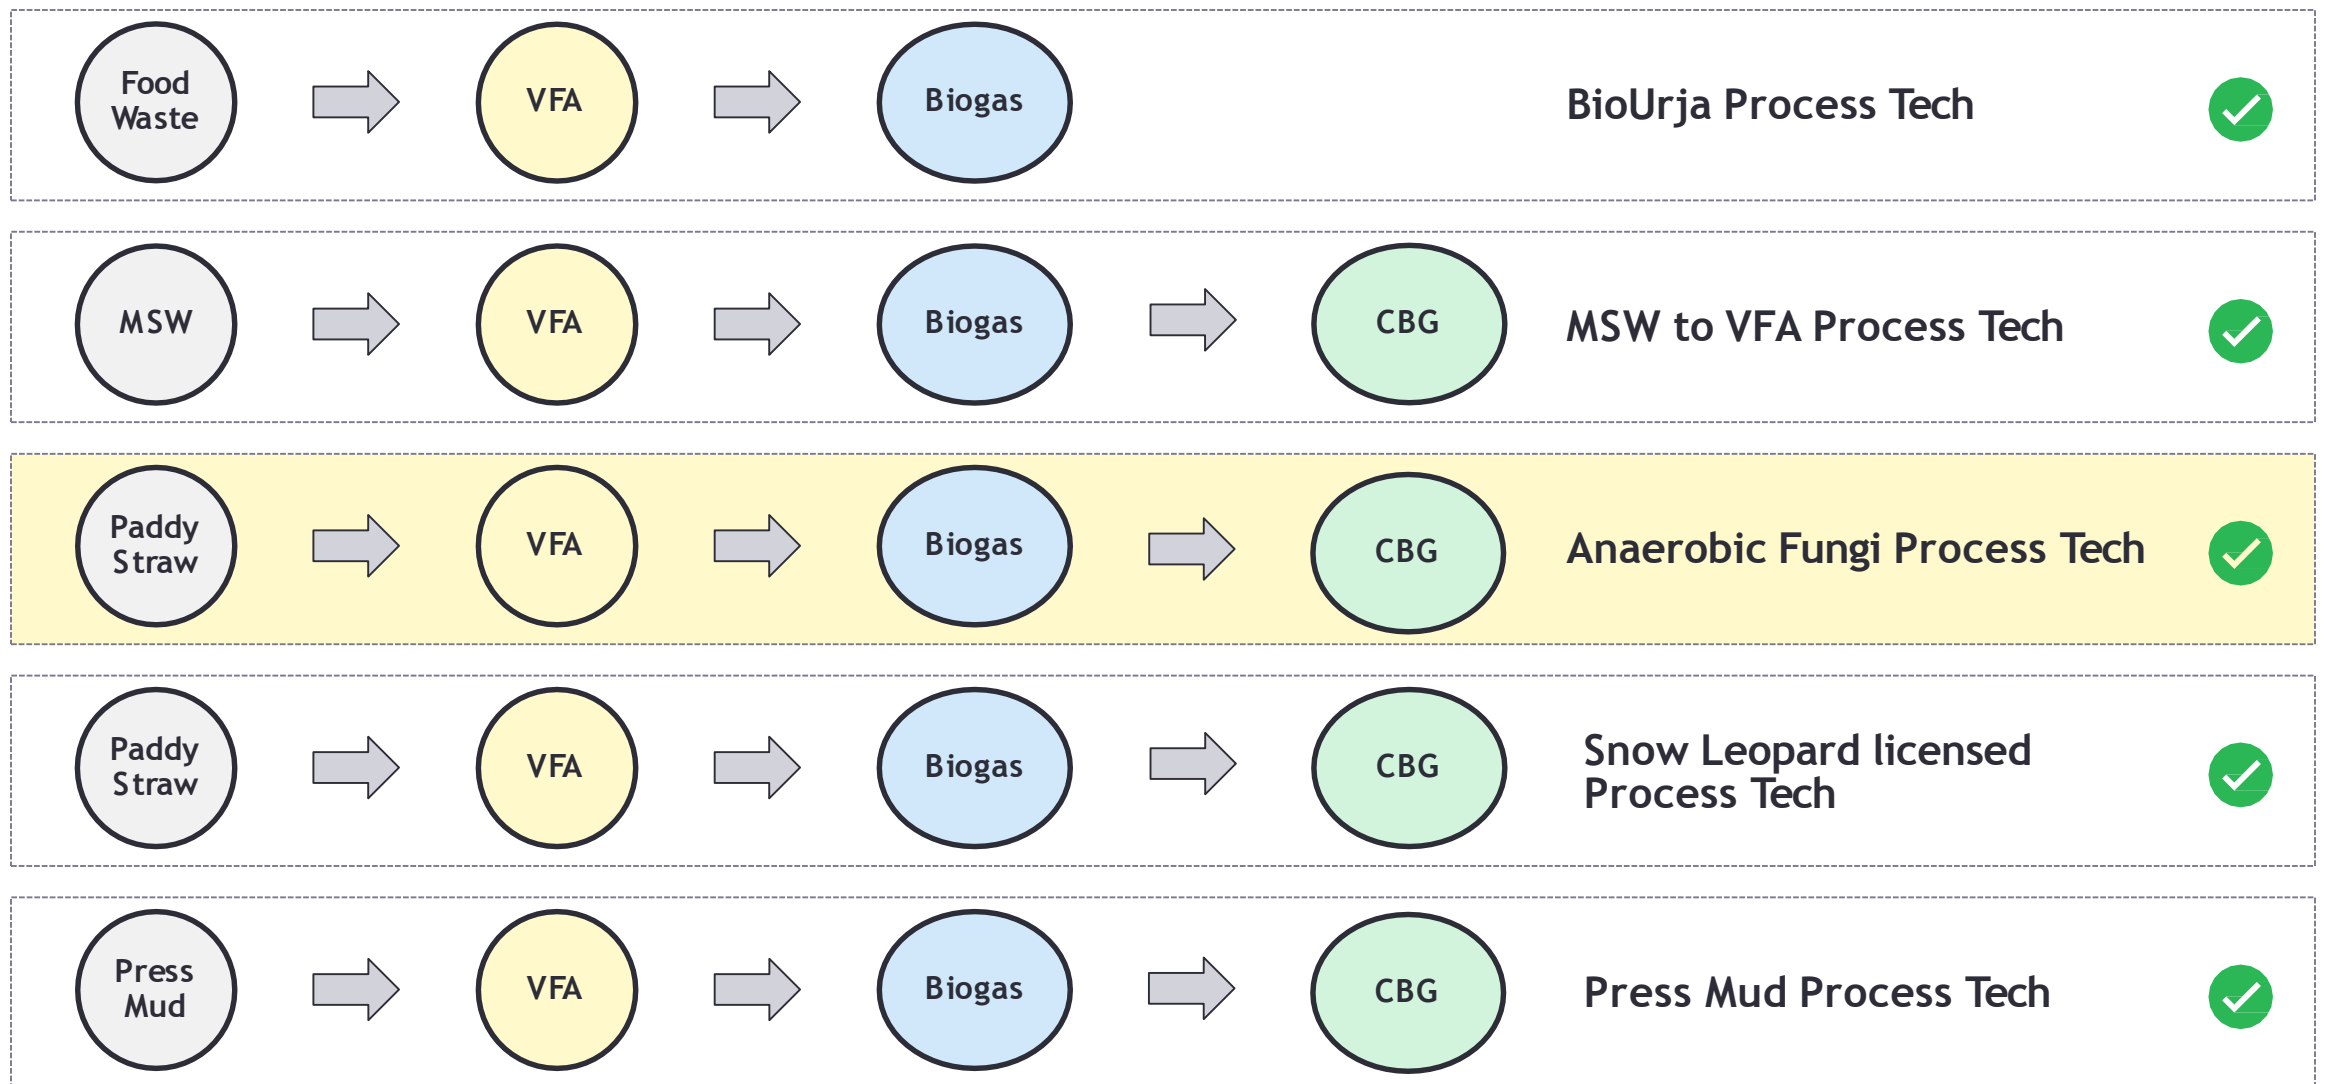 Food
Waste
VFA
Biogas
BioUrja Process Tech
MSW
VFA
Biogas
CBG
MSW to VFA Process Tech
Paddy
Straw
VFA
Biogas
CBG
Anaerobic Fungi Process Tech
Paddy
Straw
VFA
Biogas
CBG
Snow Leopard licensed
Process Tech
Press
Mud
VFA
Biogas
CBG
Press Mud Process Tech